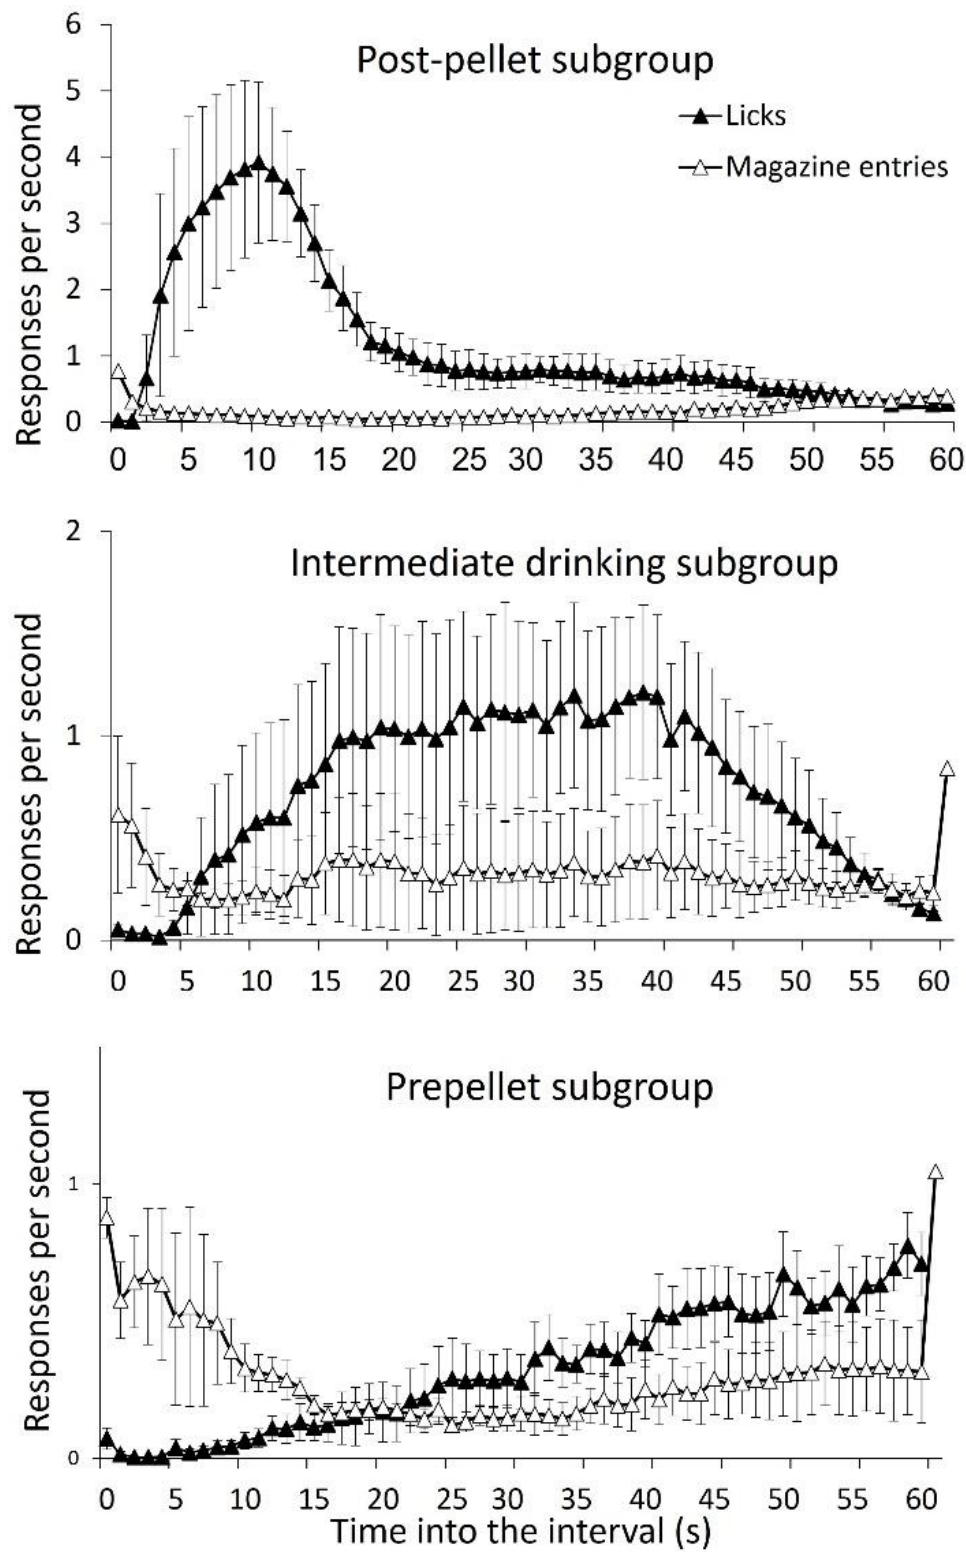 6
Post-pellet subgroup
5
Licks
4
Magazine entries
3
2
1
0
Responses per second
0 5 10 15 20 25 30 35 40 45 50 55 60
2
Intermediate drinking subgroup
1
0
Responses per second
0 5 10 15 20 25 30 35 40 45 50 55 60
Prepellet subgroup
1
0
Responses per second
0 5 10 15 20 25 30 35 40 45 50 55 60
Time into the interval (s)